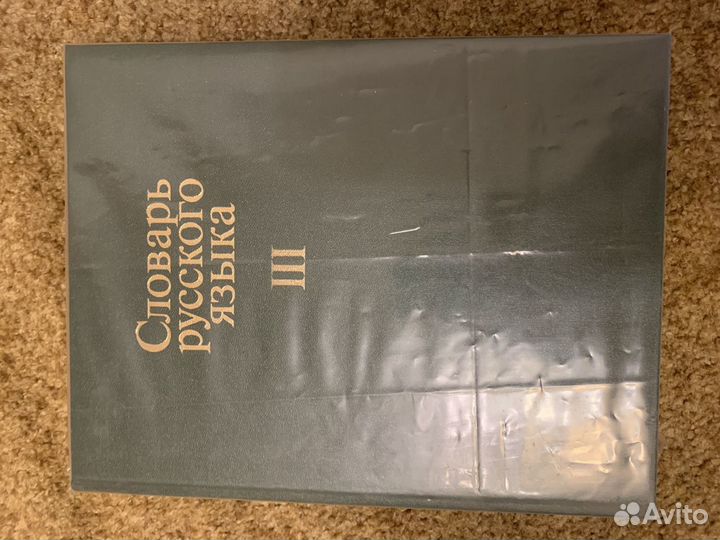 Словарь
русского
языка
III
Avito